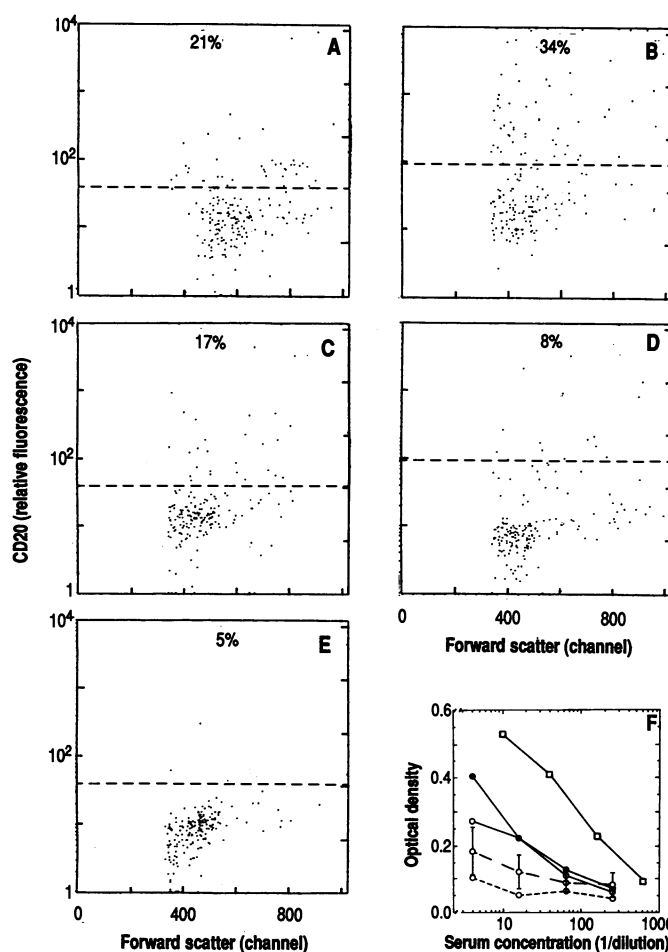 10⁴
21%
A
34%
B
10²
1
10⁴
17%
C
8%
D
10²
1
CD20 (relative fluorescence)
0
400
800
Forward scatter (channel)
10⁴
5%
E
10²
1
400
800
Forward scatter (channel)
0.6
F
0.4
0.2
0.0
Optical density
10
100
1000
Serum concentration (1/dilution)